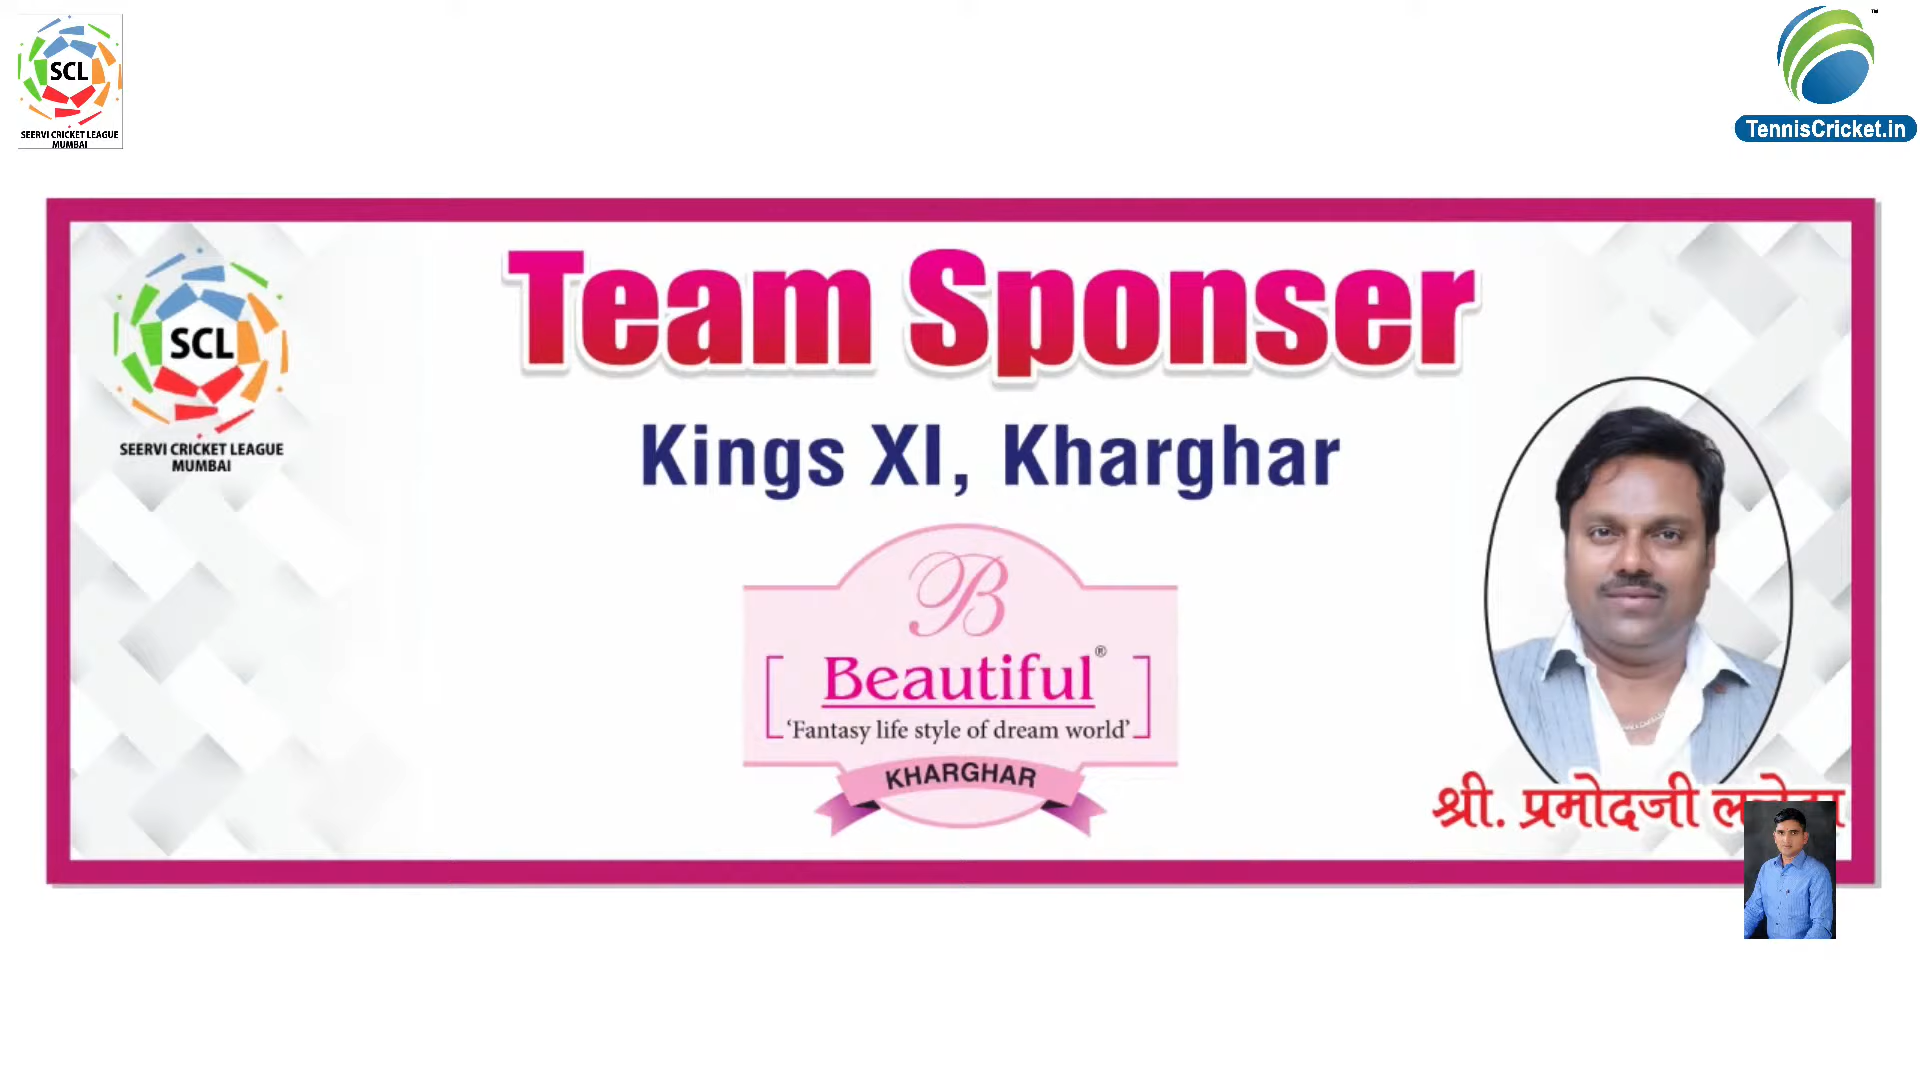 SCL
SEERVI CRICKET LEAGUE
MUMBAI
TM
TennisCricket.in
Team Sponser
SCL
SEERVI CRICKET LEAGUE
MUMBAI
Kings XI, Kharghar
B
Beautiful®
‘Fantasy life style of dream world’
KHARGHAR
श्री. प्रमोदजी